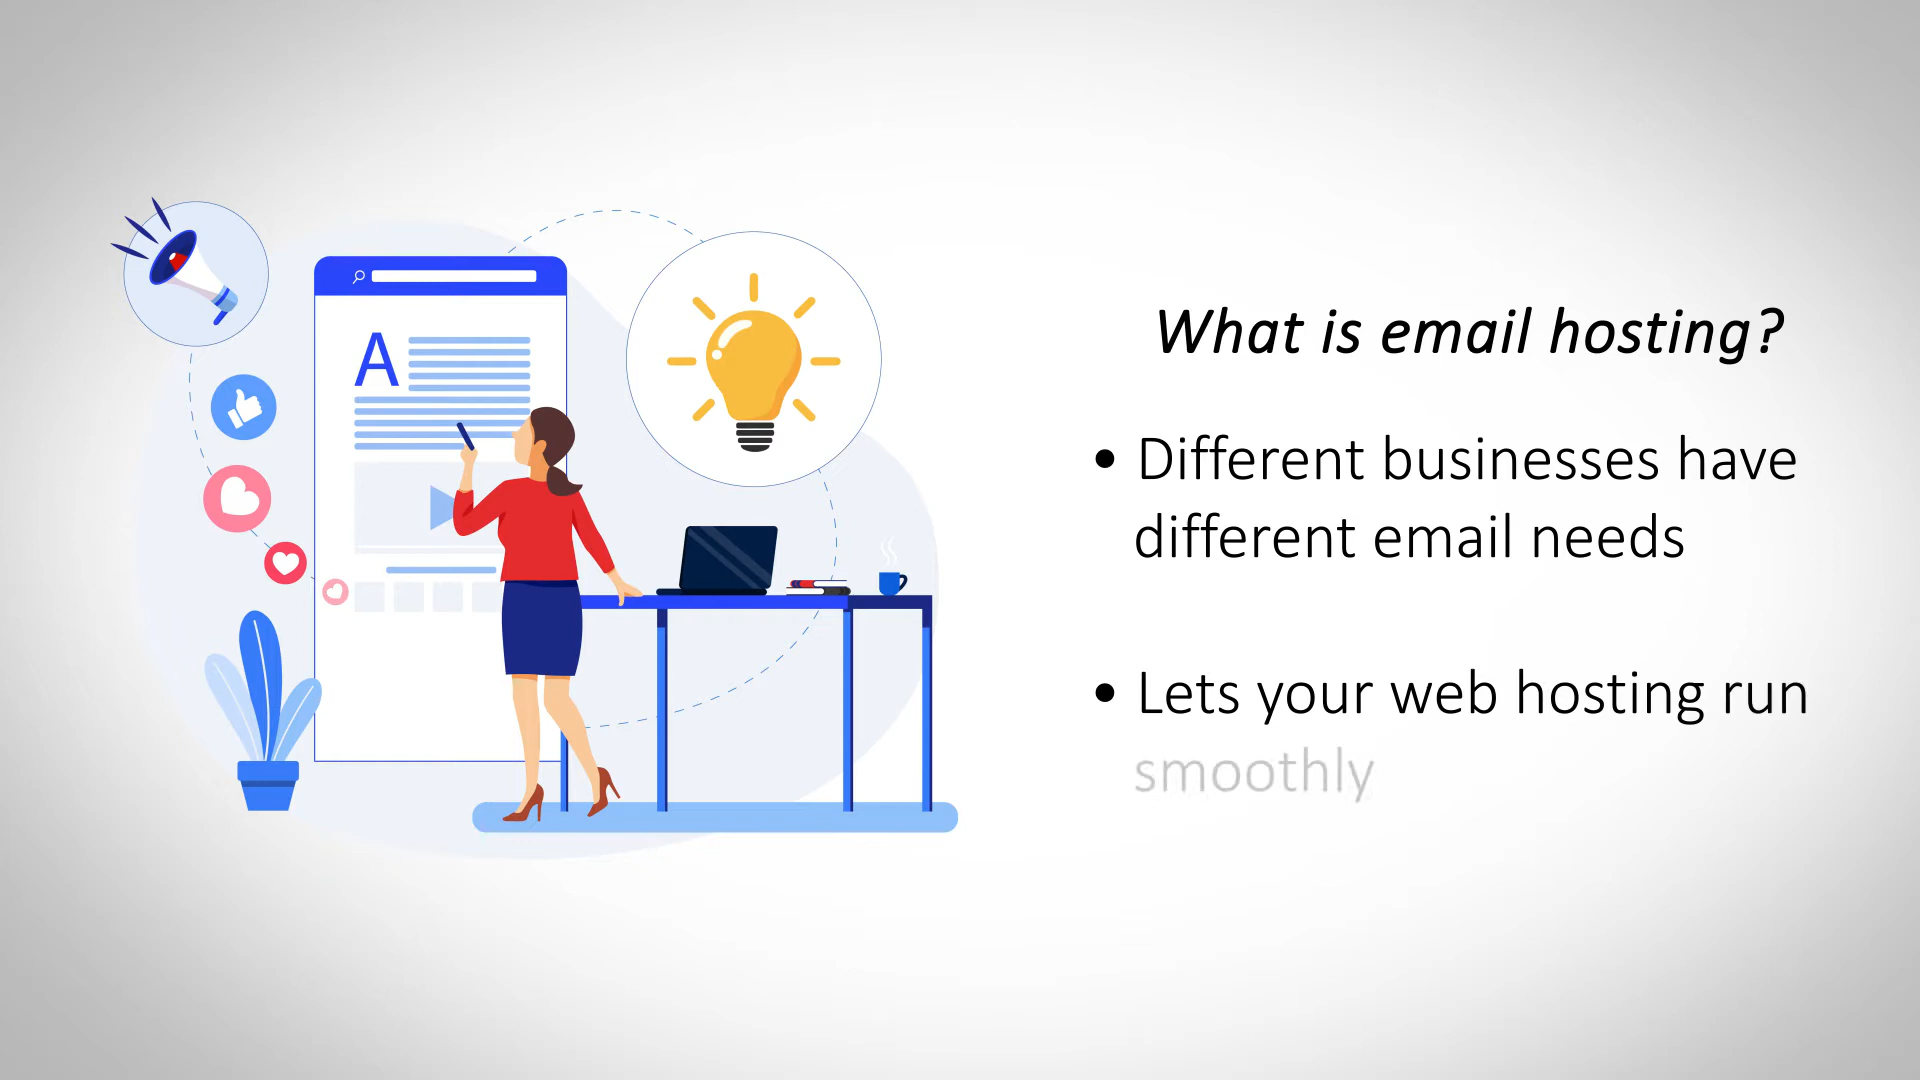 A
What is email hosting?
• Different businesses have
different email needs
• Lets your web hosting run
smoothly